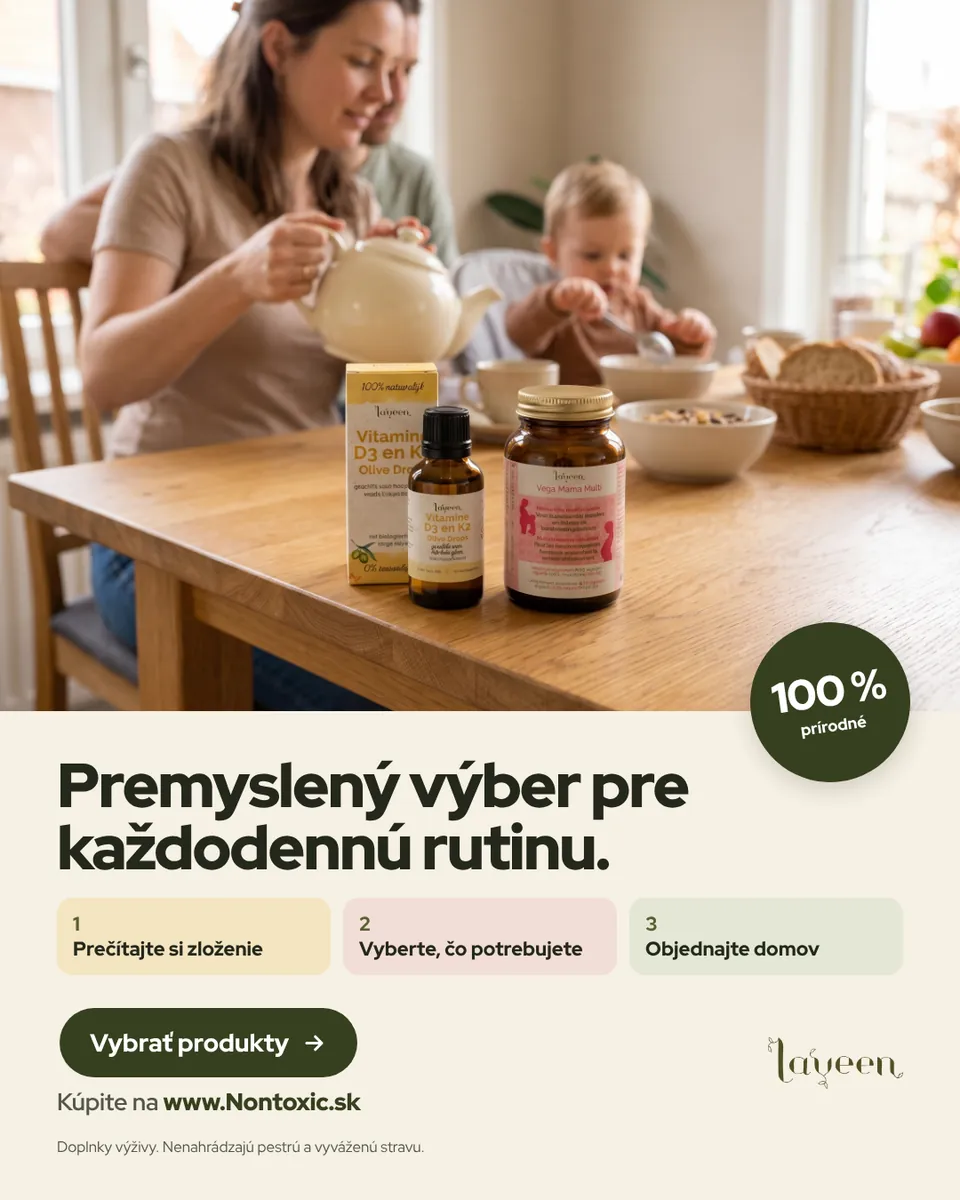 100% naturalijk
Laveen
Vitamine
D3 en K2
Olive Drops
Laveen
Vitamine
D3 en K2
Olive Drops
Laveen
Vega Mama Multi
100 %
prírodné
Premyslený výber pre
každodennú rutinu.
1
Prečítajte si zloženie
2
Vyberte, čo potrebujete
3
Objednajte domov
Vybrať produkty →
Kúpite na www.Nontoxic.sk
Laveen
Doplnky výživy. Nenahrádzajú pestrú a vyváženú stravu.